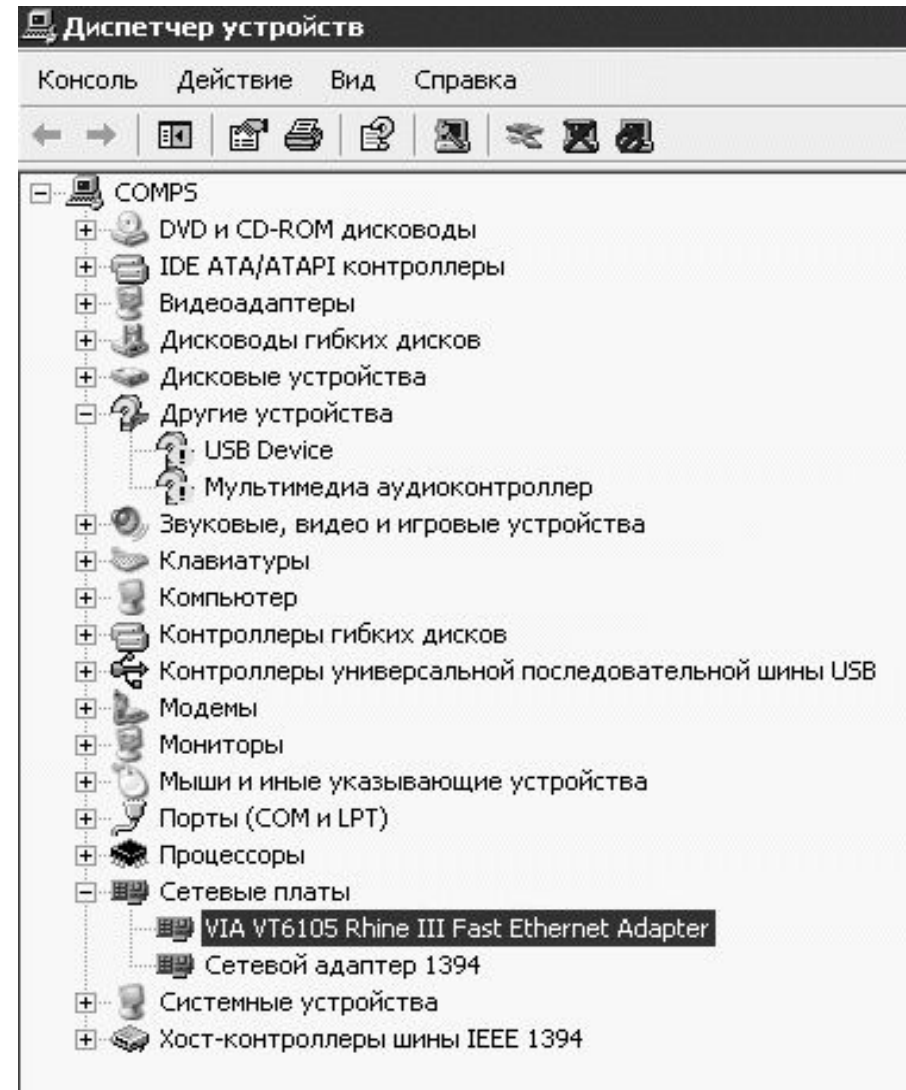 Диспетчер устройств
Консоль Действие Вид Справка
COMPS
DVD и CD-ROM дисководы
IDE ATA/ATAPI контроллеры
Видеоадаптеры
Дисководы гибких дисков
Дисковые устройства
Другие устройства
USB Device
Мультимедиа аудиоконтроллер
Звуковые, видео и игровые устройства
Клавиатуры
Компьютер
Контроллеры гибких дисков
Контроллеры универсальной последовательной шины USB
Модемы
Мониторы
Мыши и иные указывающие устройства
Порты (COM и LPT)
Процессоры
Сетевые платы
VIA VT6105 Rhine III Fast Ethernet Adapter
Сетевой адаптер 1394
Системные устройства
Хост-контроллеры шины IEEE 1394